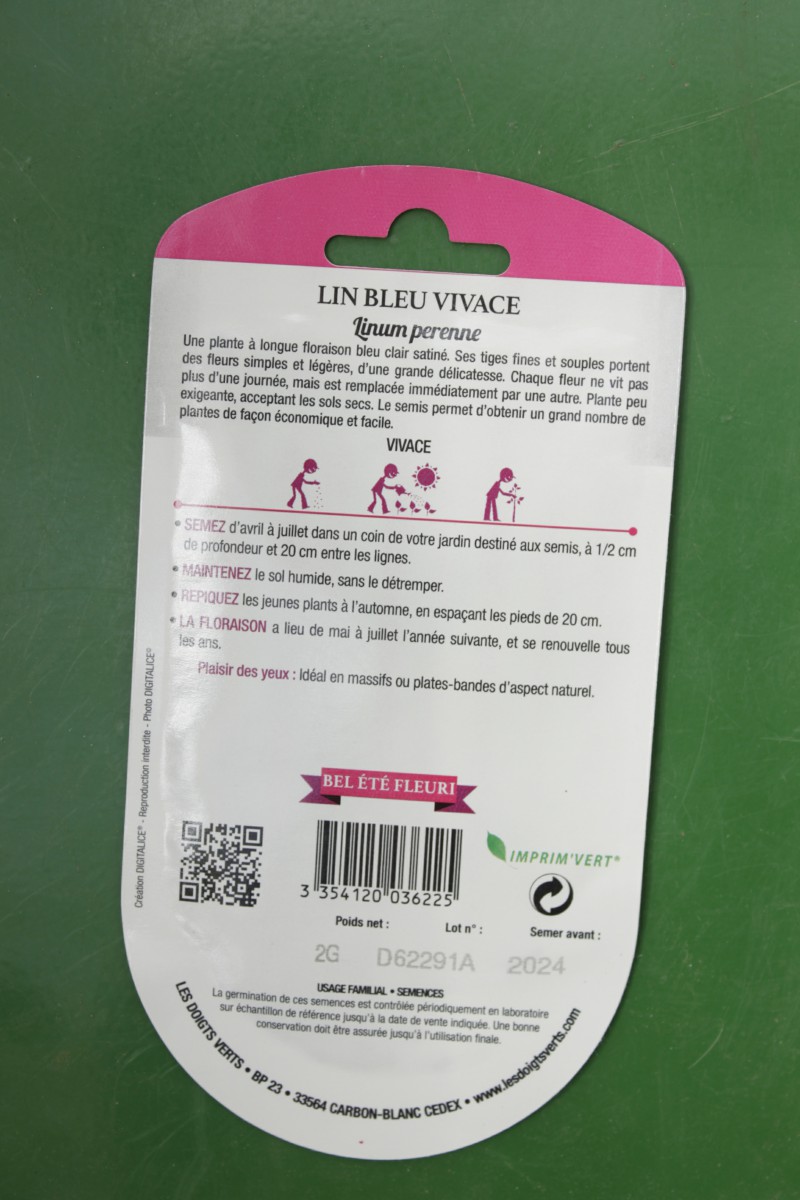 LIN BLEU VIVACE
Linum perenne
Une plante à longue floraison bleu clair satiné. Ses tiges fines et souples portent
des fleurs simples et légères, d'une grande délicatesse. Chaque fleur ne vit pas
plus d'une journée, mais est remplacée immédiatement par une autre. Plante peu
exigeante, acceptant les sols secs. Le semis permet d'obtenir un grand nombre de
plantes de façon économique et facile.
VIVACE
• SEMEZ d'avril à juillet dans un coin de votre jardin destiné aux semis, à 1/2 cm
de profondeur et 20 cm entre les lignes.
• MAINTENEZ le sol humide, sans le détremper.
• REPIQUEZ les jeunes plants à l'automne, en espaçant les pieds de 20 cm.
• LA FLORAISON a lieu de mai à juillet l'année suivante, et se renouvelle tous
les ans.
Plaisir des yeux : Idéal en massifs ou plates-bandes d'aspect naturel.
Création DIGITALICE® - Reproduction interdite - Photo DIGITALICE®
BEL ÉTÉ FLEURI
IMPRIM'VERT®
3 354120 036225
Poids net : Lot n° : Semer avant :
2G D62291A 2024
USAGE FAMILIAL • SEMENCES
La germination de ces semences est contrôlée périodiquement en laboratoire
sur échantillon de référence jusqu'à la date de vente indiquée. Une bonne
conservation doit être assurée jusqu'à l'utilisation finale.
LES DOIGTS VERTS • BP 23 • 33564 CARBON-BLANC CEDEX • www.lesdoigtsverts.com